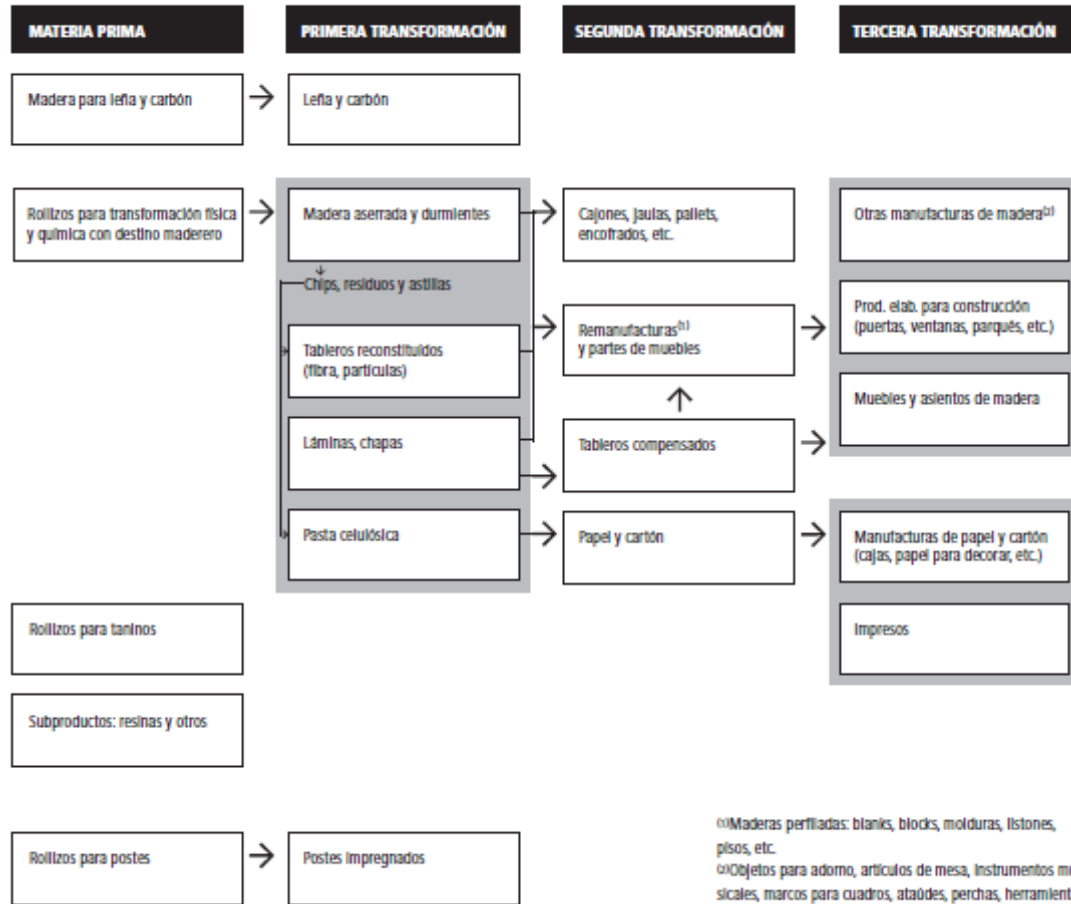 MATERIA PRIMA
PRIMERA TRANSFORMACIÓN
SEGUNDA TRANSFORMACIÓN
TERCERA TRANSFORMACIÓN
Madera para leña y carbón
Leña y carbón
Rollizos para transformación física
y química con destino maderero
Madera aserrada y durmientes
Cajones, jaulas, pallets,
encofrados, etc.
Otras manufacturas de madera(2)
Chips, residuos y astillas
Tableros reconstituidos
(fibra, partículas)
Remanufacturas(1)
y partes de muebles
Prod. elab. para construcción
(puertas, ventanas, parqués, etc.)
Láminas, chapas
Tableros compensados
Muebles y asientos de madera
Pasta celulósica
Papel y cartón
Manufacturas de papel y cartón
(cajas, papel para decorar, etc.)
Rollizos para taninos
Impresos
Subproductos: resinas y otros
Rollizos para postes
Postes impregnados
(1)Maderas perfiladas: blanks, blocks, molduras, listones,
pisos, etc.
(2)Objetos para adorno, artículos de mesa, instrumentos mu
sicales, marcos para cuadros, ataúdes, perchas, herramient